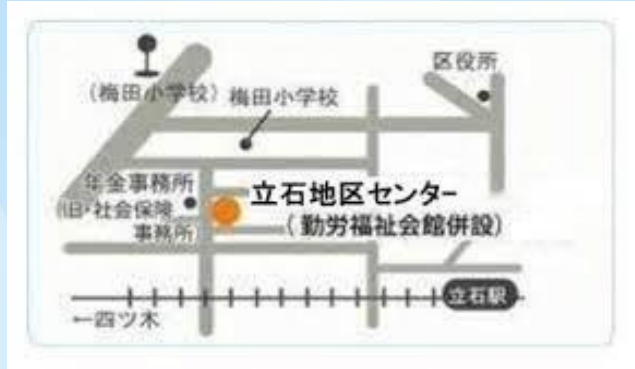 区役所
(梅田小学校)
梅田小学校
年金事務所
(旧・社会保険
事務所
立石地区センター
(勤労福祉会館併設)
立石駅
←四ツ木